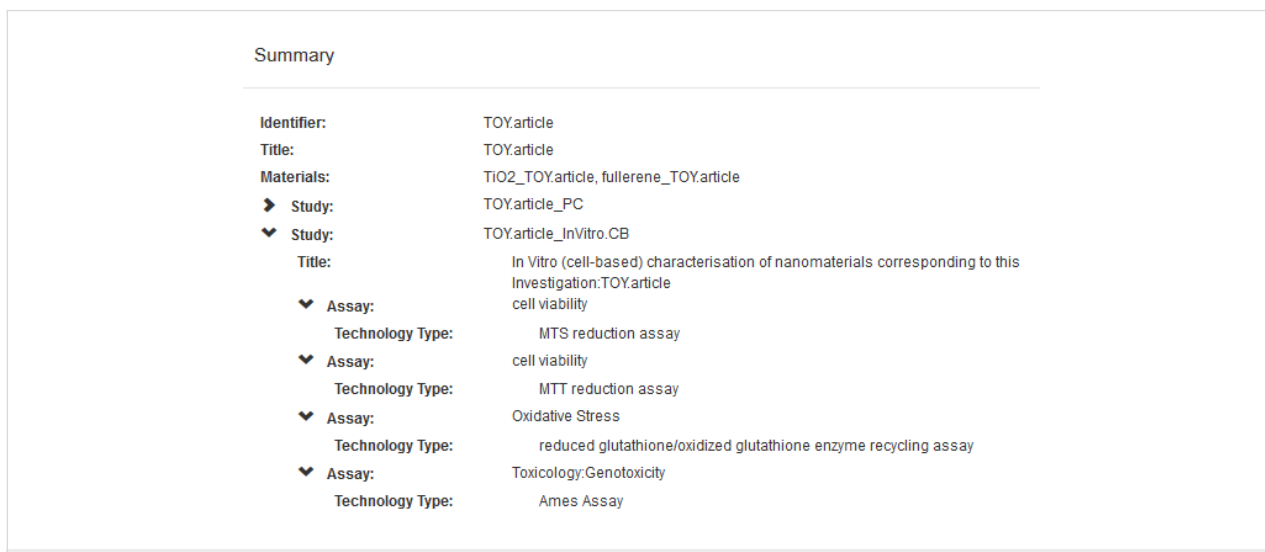 Summary
Identifier: TOY.article
Title: TOY.article
Materials: TiO2_TOY.article, fullerene_TOY.article
Study: TOY.article_PC
Study: TOY.article_InVitro.CB
Title: In Vitro (cell-based) characterisation of nanomaterials corresponding to this
Investigation:TOY.article
Assay: cell viability
Technology Type: MTS reduction assay
Assay: cell viability
Technology Type: MTT reduction assay
Assay: Oxidative Stress
Technology Type: reduced glutathione/oxidized glutathione enzyme recycling assay
Assay: Toxicology:Genotoxicity
Technology Type: Ames Assay